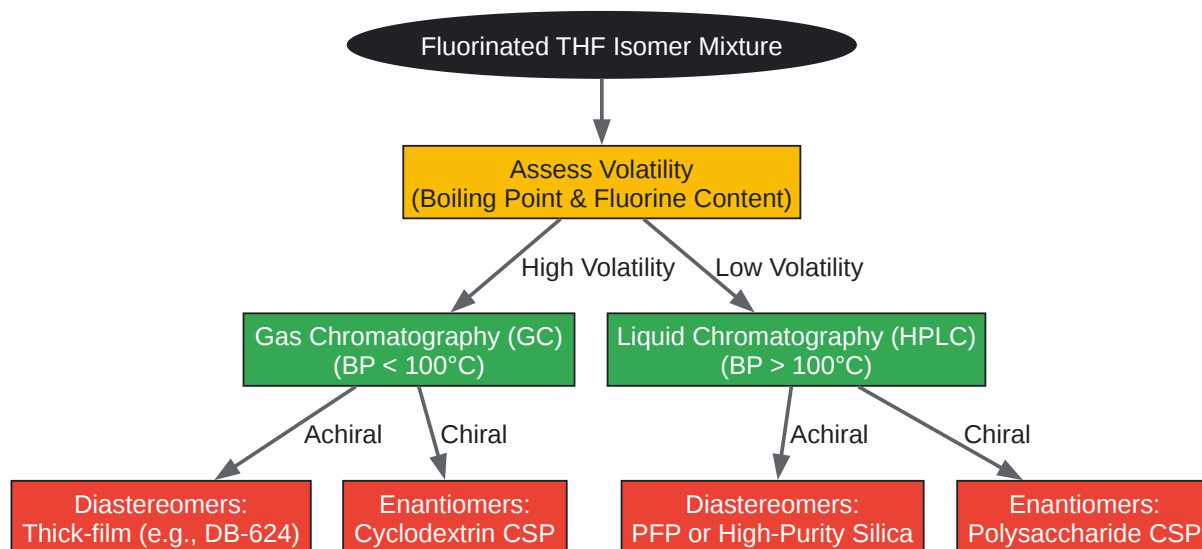 Fluorinated THF Isomer Mixture
Assess Volatility
(Boiling Point & Fluorine Content)
High Volatility
Low Volatility
Gas Chromatography (GC)
(BP < 100°C)
Liquid Chromatography (HPLC)
(BP > 100°C)
Achiral
Chiral
Achiral
Chiral
Diastereomers:
Thick-film (e.g., DB-624)
Enantiomers:
Cyclodextrin CSP
Diastereomers:
PFP or High-Purity Silica
Enantiomers:
Polysaccharide CSP